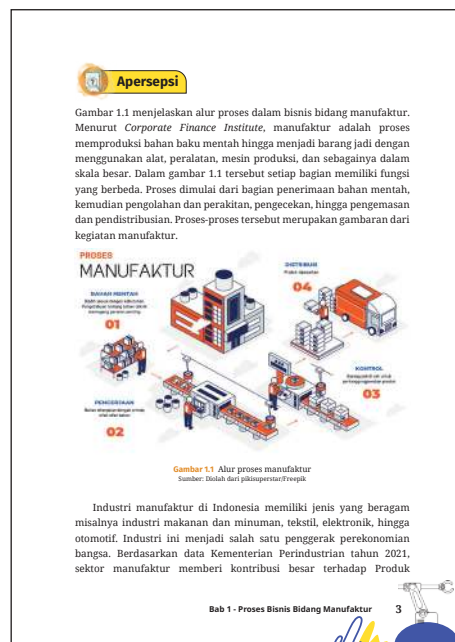 Apersepsi
Gambar 1.1 menjelaskan alur proses dalam bisnis bidang manufaktur.
Menurut Corporate Finance Institute, manufaktur adalah proses
memproduksi bahan baku mentah hingga menjadi barang jadi dengan
menggunakan alat, peralatan, mesin produksi, dan sebagainya dalam
skala besar. Dalam gambar 1.1 tersebut setiap bagian memiliki fungsi
yang berbeda. Proses dimulai dari bagian penerimaan bahan mentah,
kemudian pengolahan dan perakitan, pengecekan, hingga pengemasan
dan pendistribusian. Proses-proses tersebut merupakan gambaran dari
kegiatan manufaktur.
PROSES
MANUFAKTUR
BAHAN MENTAH
01
PENGERJAAN
02
DISTRIBUSI
04
KONTROL
03
Gambar 1.1 Alur proses manufaktur
Sumber: Diolah dari pikisuperstar/Freepik
Industri manufaktur di Indonesia memiliki jenis yang beragam
misalnya industri makanan dan minuman, tekstil, elektronik, hingga
otomotif. Industri ini menjadi salah satu penggerak perekonomian
bangsa. Berdasarkan data Kementerian Perindustrian tahun 2021,
sektor manufaktur memberi kontribusi besar terhadap Produk
Bab 1 - Proses Bisnis Bidang Manufaktur 3